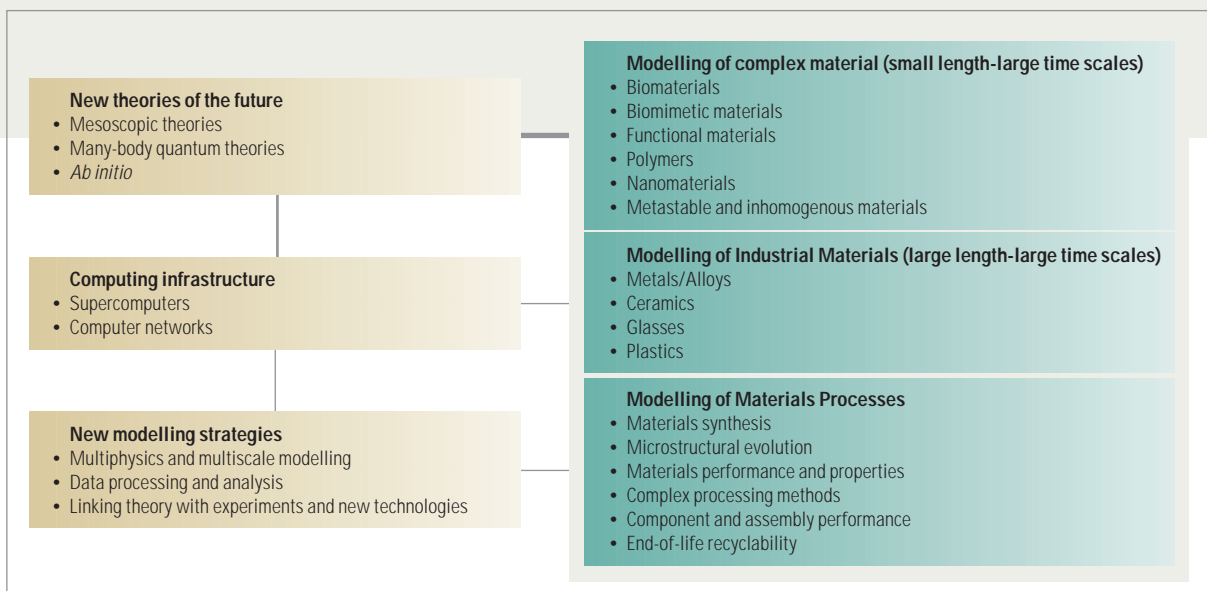 New theories of the future
• Mesoscopic theories
• Many-body quantum theories
• Ab initio
Computing infrastructure
• Supercomputers
• Computer networks
New modelling strategies
• Multiphysics and multiscale modelling
• Data processing and analysis
• Linking theory with experiments and new technologies
Modelling of complex material (small length-large time scales)
• Biomaterials
• Biomimetic materials
• Functional materials
• Polymers
• Nanomaterials
• Metastable and inhomogenous materials
Modelling of Industrial Materials (large length-large time scales)
• Metals/Alloys
• Ceramics
• Glasses
• Plastics
Modelling of Materials Processes
• Materials synthesis
• Microstructural evolution
• Materials performance and properties
• Complex processing methods
• Component and assembly performance
• End-of-life recyclability